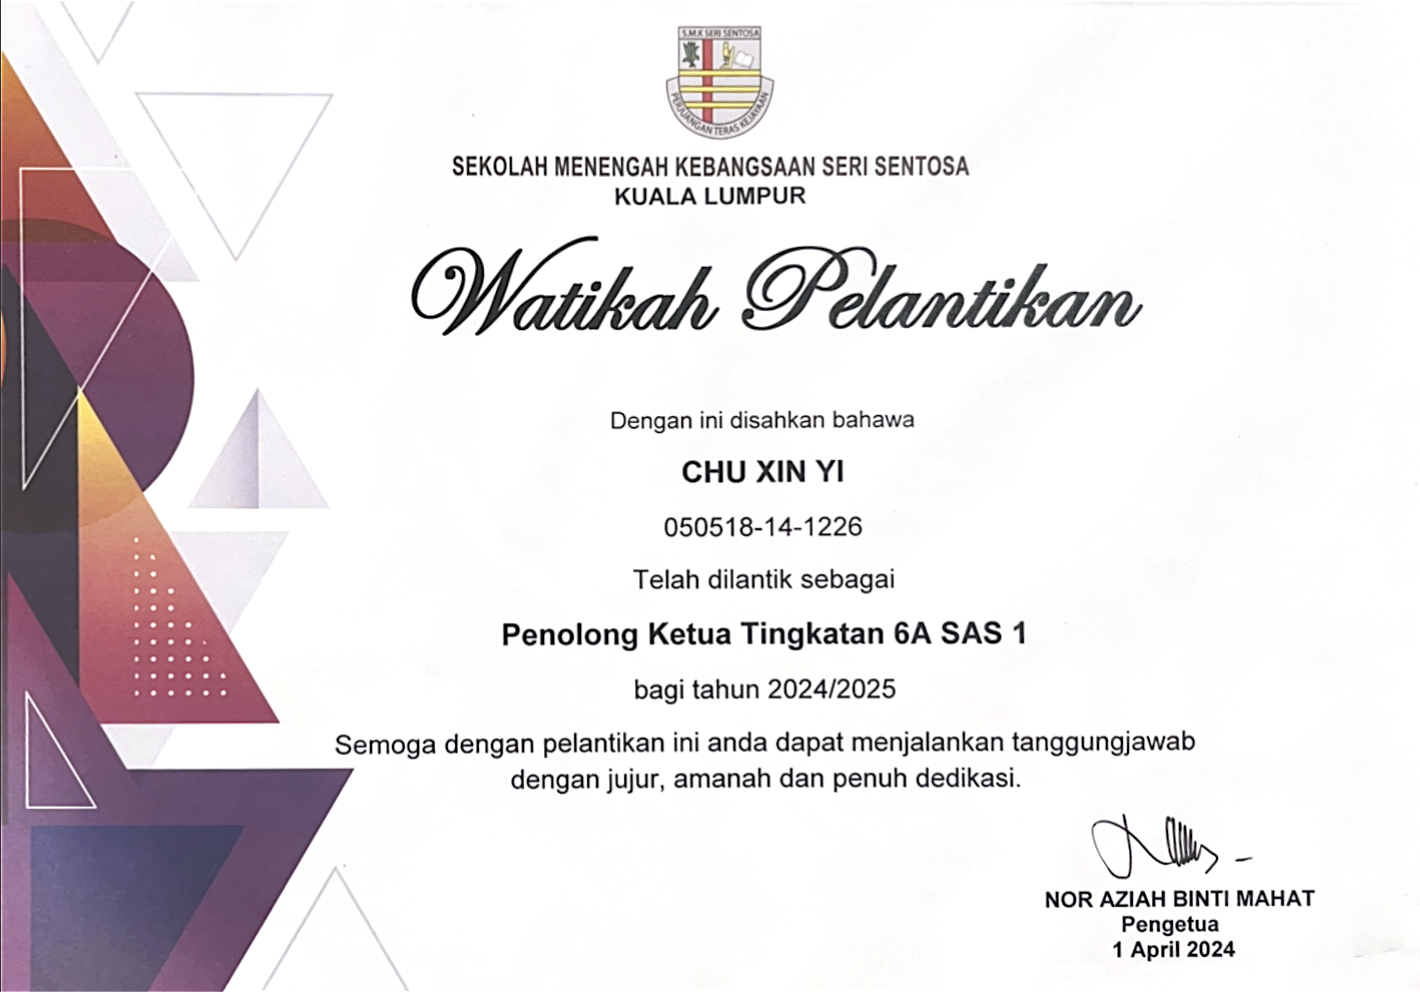 S.M.K SERI SENTOSA
PERJUANGAN TERAS KEJAYAAN
SEKOLAH MENENGAH KEBANGSAAN SERI SENTOSA
KUALA LUMPUR
Watikah Pelantikan
Dengan ini disahkan bahawa
CHU XIN YI
050518-14-1226
Telah dilantik sebagai
Penolong Ketua Tingkatan 6A SAS 1
bagi tahun 2024/2025
Semoga dengan pelantikan ini anda dapat menjalankan tanggungjawab
dengan jujur, amanah dan penuh dedikasi.
NOR AZIAH BINTI MAHAT
Pengetua
1 April 2024